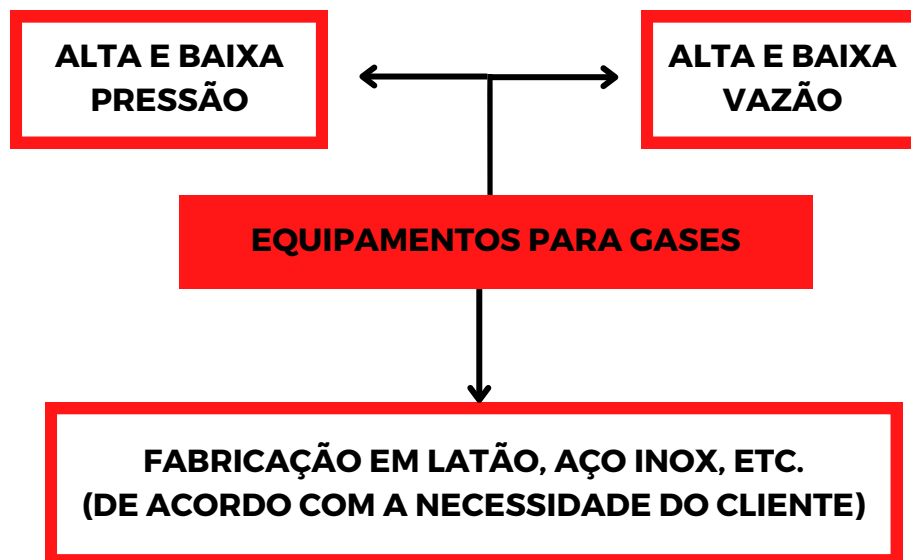 ALTA E BAIXA
PRESSÃO
ALTA E BAIXA
VAZÃO
EQUIPAMENTOS PARA GASES
FABRICAÇÃO EM LATÃO, AÇO INOX, ETC.
(DE ACORDO COM A NECESSIDADE DO CLIENTE)